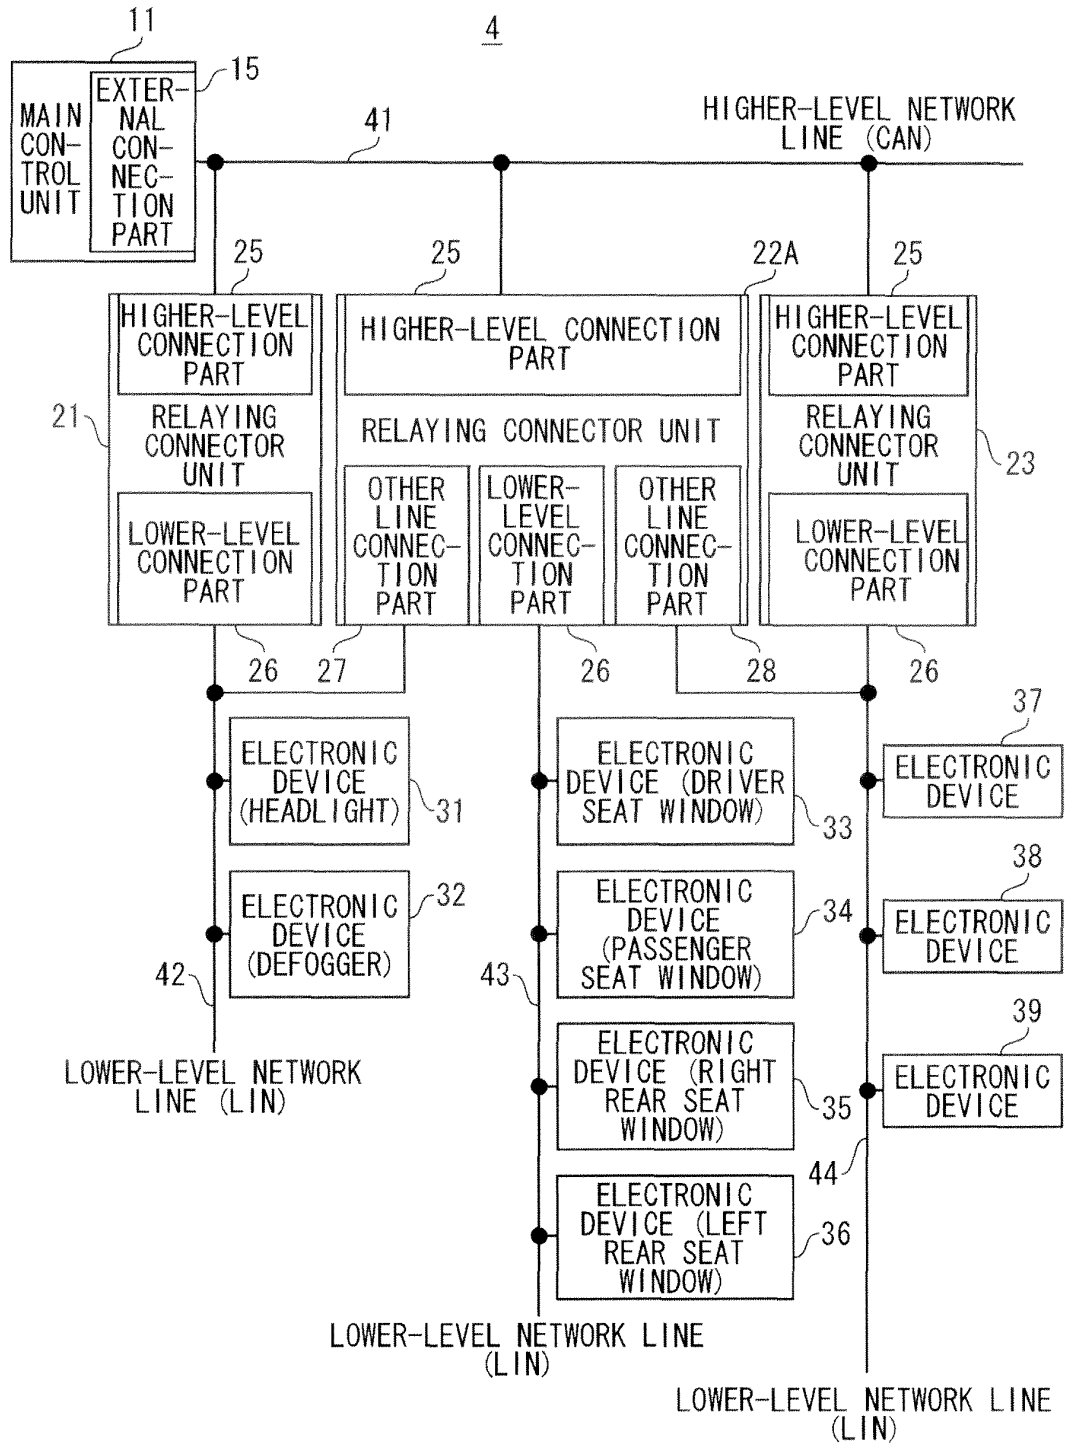 4
11
15
MAIN
CON-
TROL
UNIT
EXTER-
NAL
CON-
NEC-
TION
PART
41
HIGHER-LEVEL NETWORK
LINE (CAN)
25
25
22A
25
HIGHER-LEVEL
CONNECTION
PART
HIGHER-LEVEL CONNECTION
PART
HIGHER-LEVEL
CONNECTION
PART
21
RELAYING
CONNECTOR
UNIT
RELAYING CONNECTOR UNIT
RELAYING
CONNECTOR
UNIT
23
LOWER-LEVEL
CONNECTION
PART
OTHER
LINE
CONNEC-
TION
PART
LOWER-
LEVEL
CONNEC-
TION
PART
OTHER
LINE
CONNEC-
TION
PART
LOWER-LEVEL
CONNECTION
PART
26
27
26
28
26
ELECTRONIC
DEVICE
(HEADLIGHT)
31
ELECTRONIC
DEVICE
(DEFOGGER)
32
42
LOWER-LEVEL NETWORK
LINE (LIN)
ELECTRONIC
DEVICE (DRIVER
SEAT WINDOW)
33
ELECTRONIC
DEVICE
(PASSENGER
SEAT WINDOW)
34
43
ELECTRONIC
DEVICE (RIGHT
REAR SEAT
WINDOW)
35
ELECTRONIC
DEVICE (LEFT
REAR SEAT
WINDOW)
36
LOWER-LEVEL NETWORK LINE
(LIN)
37
ELECTRONIC
DEVICE
38
ELECTRONIC
DEVICE
39
ELECTRONIC
DEVICE
44
LOWER-LEVEL NETWORK LINE
(LIN)